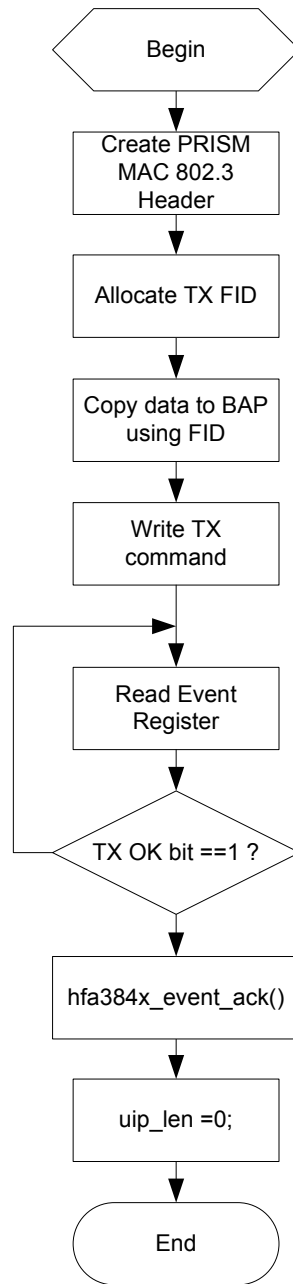 Begin
Create PRISM
MAC 802.3
Header
Allocate TX FID
Copy data to BAP
using FID
Write TX
command
Read Event
Register
TX OK bit ==1 ?
hfa384x_event_ack()
uip_len =0;
End